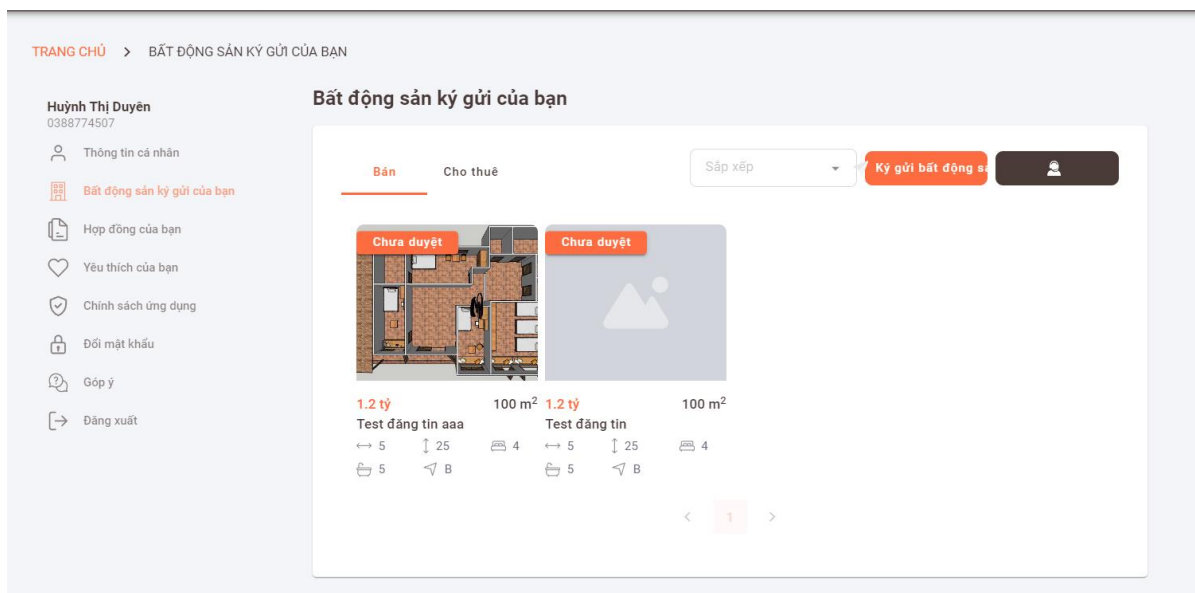 TRANG CHỦ > BẤT ĐỘNG SẢN KÝ GỬI CỦA BẠN
Huỳnh Thị Duyên
0388774507
Thông tin cá nhân
Bất động sản ký gửi của bạn
Hợp đồng của bạn
Yêu thích của bạn
Chính sách ứng dụng
Đổi mật khẩu
Góp ý
Đăng xuất
Bất động sản ký gửi của bạn
Bán Cho thuê
Sắp xếp
Ký gửi bất động
Chưa duyệt
1.2 tỷ 100 m²
Test đăng tin aaa
5 25 4
5 B
Chưa duyệt
1.2 tỷ 100 m²
Test đăng tin
5 25 4
5 B
< 1 >